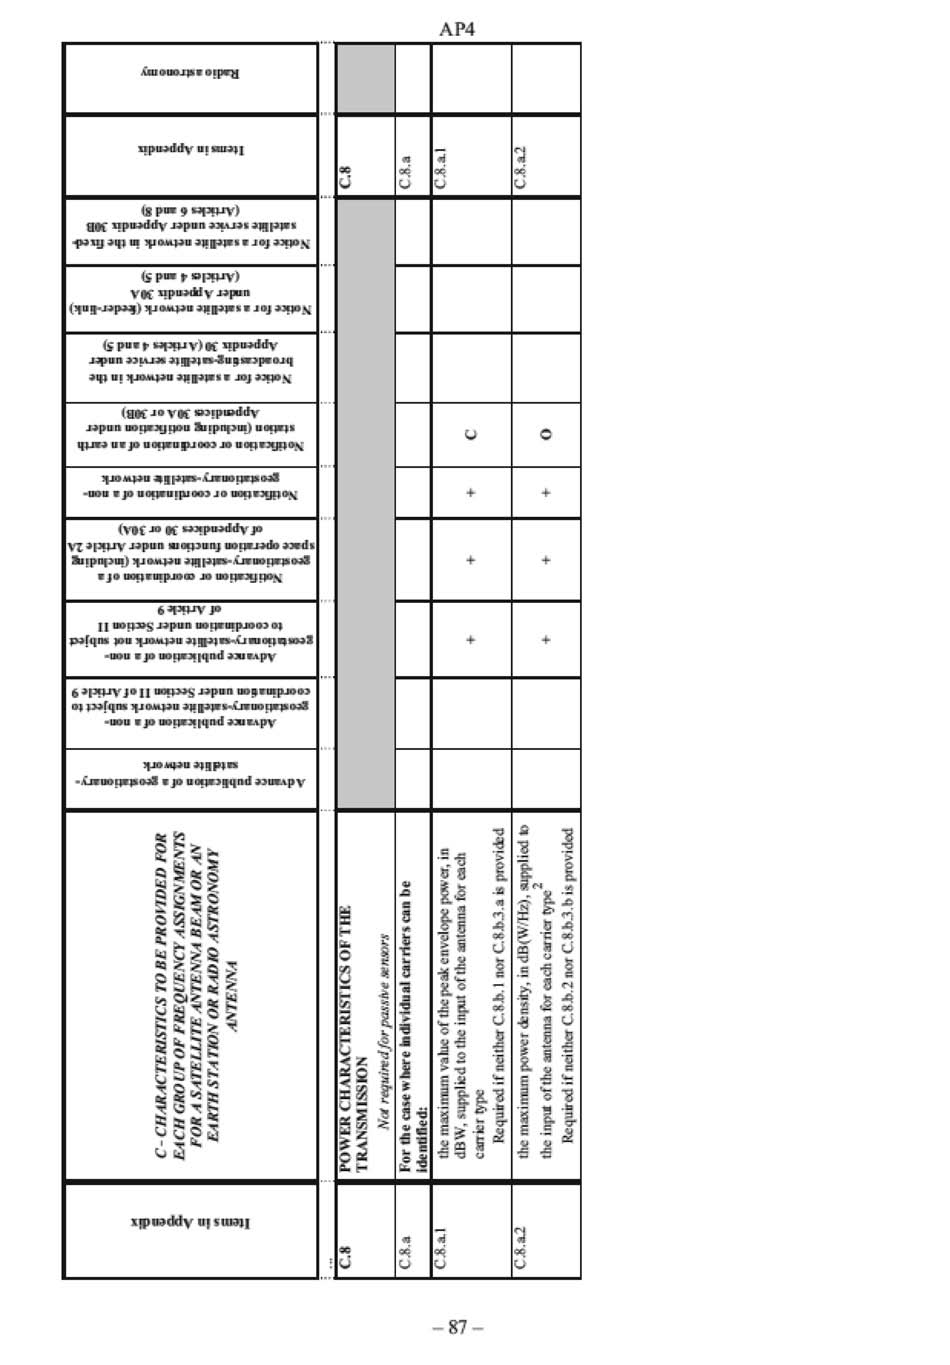 AP4
Items in Appendix
C – CHARACTERISTICS TO BE PROVIDED FOR
EACH GROUP OF FREQUENCY ASSIGNMENTS
FOR A SATELLITE ANTENNA BEAM OR AN
EARTH STATION OR RADIO ASTRONOMY
ANTENNA
Advance publication of a geostationary-
satellite network
Advance publication of a non-
geostationary-satellite network subject to
coordination under Section II of Article 9
Advance publication of a non-
geostationary-satellite network not subject
to coordination under Section II
of Article 9
Notification or coordination of a
geostationary-satellite network (including
space operation functions under Article 2A
of Appendices 30 or 30A)
Notification or coordination of a non-
geostationary-satellite network
Notification or coordination of an earth
station (including notification under
Appendices 30A or 30B)
Notice for a satellite network in the
broadcasting-satellite service under
Appendix 30 (Articles 4 and 5)
Notice for a satellite network (feeder-link)
under Appendix 30A
(Articles 4 and 5)
Notice for a satellite network in the fixed-
satellite service under Appendix 30B
(Articles 6 and 8)
Items in Appendix
Radio astronomy
...
C.8
POWER CHARACTERISTICS OF THE
TRANSMISSION
Not required for passive sensors
C.8
C.8.a
For the case where individual carriers can be
identified:
C.8.a
C.8.a.1
the maximum value of the peak envelope power, in
dBW, supplied to the input of the antenna for each
carrier type
Required if neither C.8.b.1 nor C.8.b.3.a is provided
+ + + C
C.8.a.1
C.8.a.2
the maximum power density, in dB(W/Hz), supplied to
the input of the antenna for each carrier type2
Required if neither C.8.b.2 nor C.8.b.3.b is provided
+ + + O
C.8.a.2
– 87 –